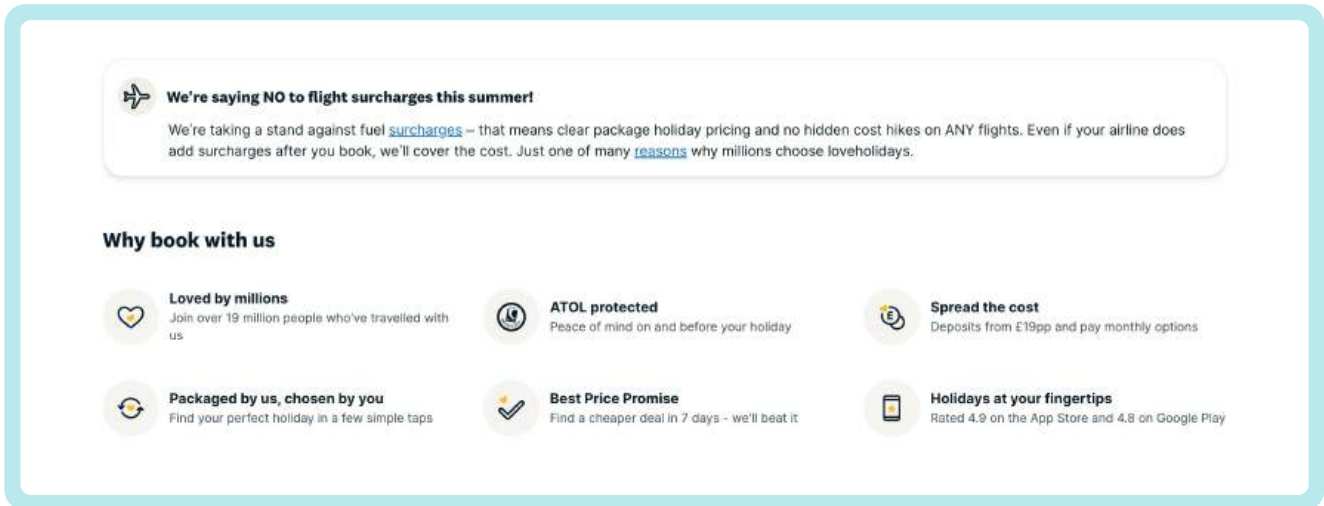 We're saying NO to flight surcharges this summer!
We're taking a stand against fuel surcharges – that means clear package holiday pricing and no hidden cost hikes on ANY flights. Even if your airline does
add surcharges after you book, we'll cover the cost. Just one of many reasons why millions choose loveholidays.
Why book with us
Loved by millions
Join over 19 million people who've travelled with
us
ATOL protected
Peace of mind on and before your holiday
Spread the cost
Deposits from £19pp and pay monthly options
Packaged by us, chosen by you
Find your perfect holiday in a few simple taps
Best Price Promise
Find a cheaper deal in 7 days - we'll beat it
Holidays at your fingertips
Rated 4.9 on the App Store and 4.8 on Google Play